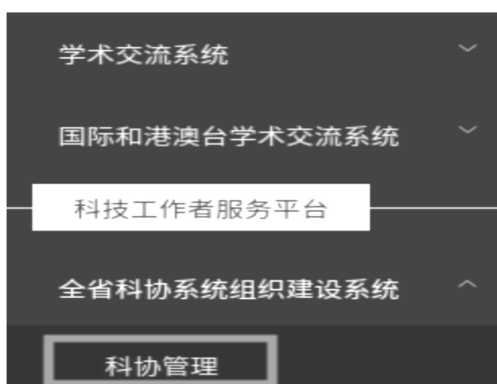 学术交流系统
国际和港澳台学术交流系统
科技工作者服务平台
全省科协系统组织建设系统
科协管理